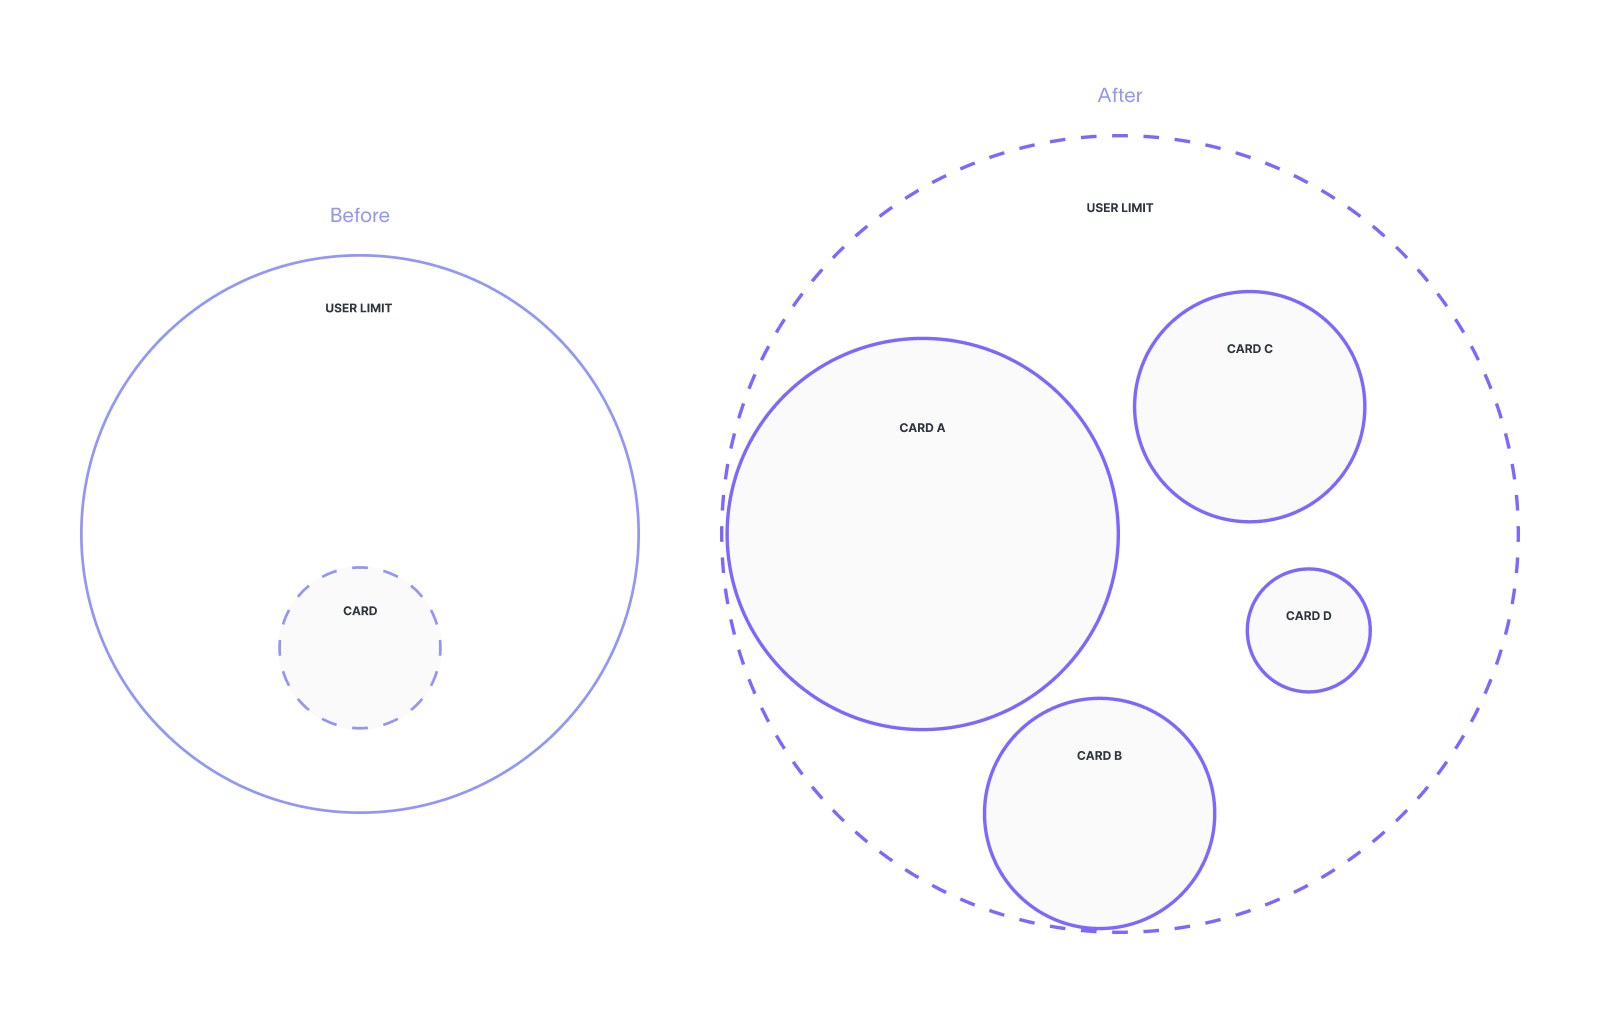 Before
USER LIMIT
CARD
After
USER LIMIT
CARD C
CARD A
CARD D
CARD B